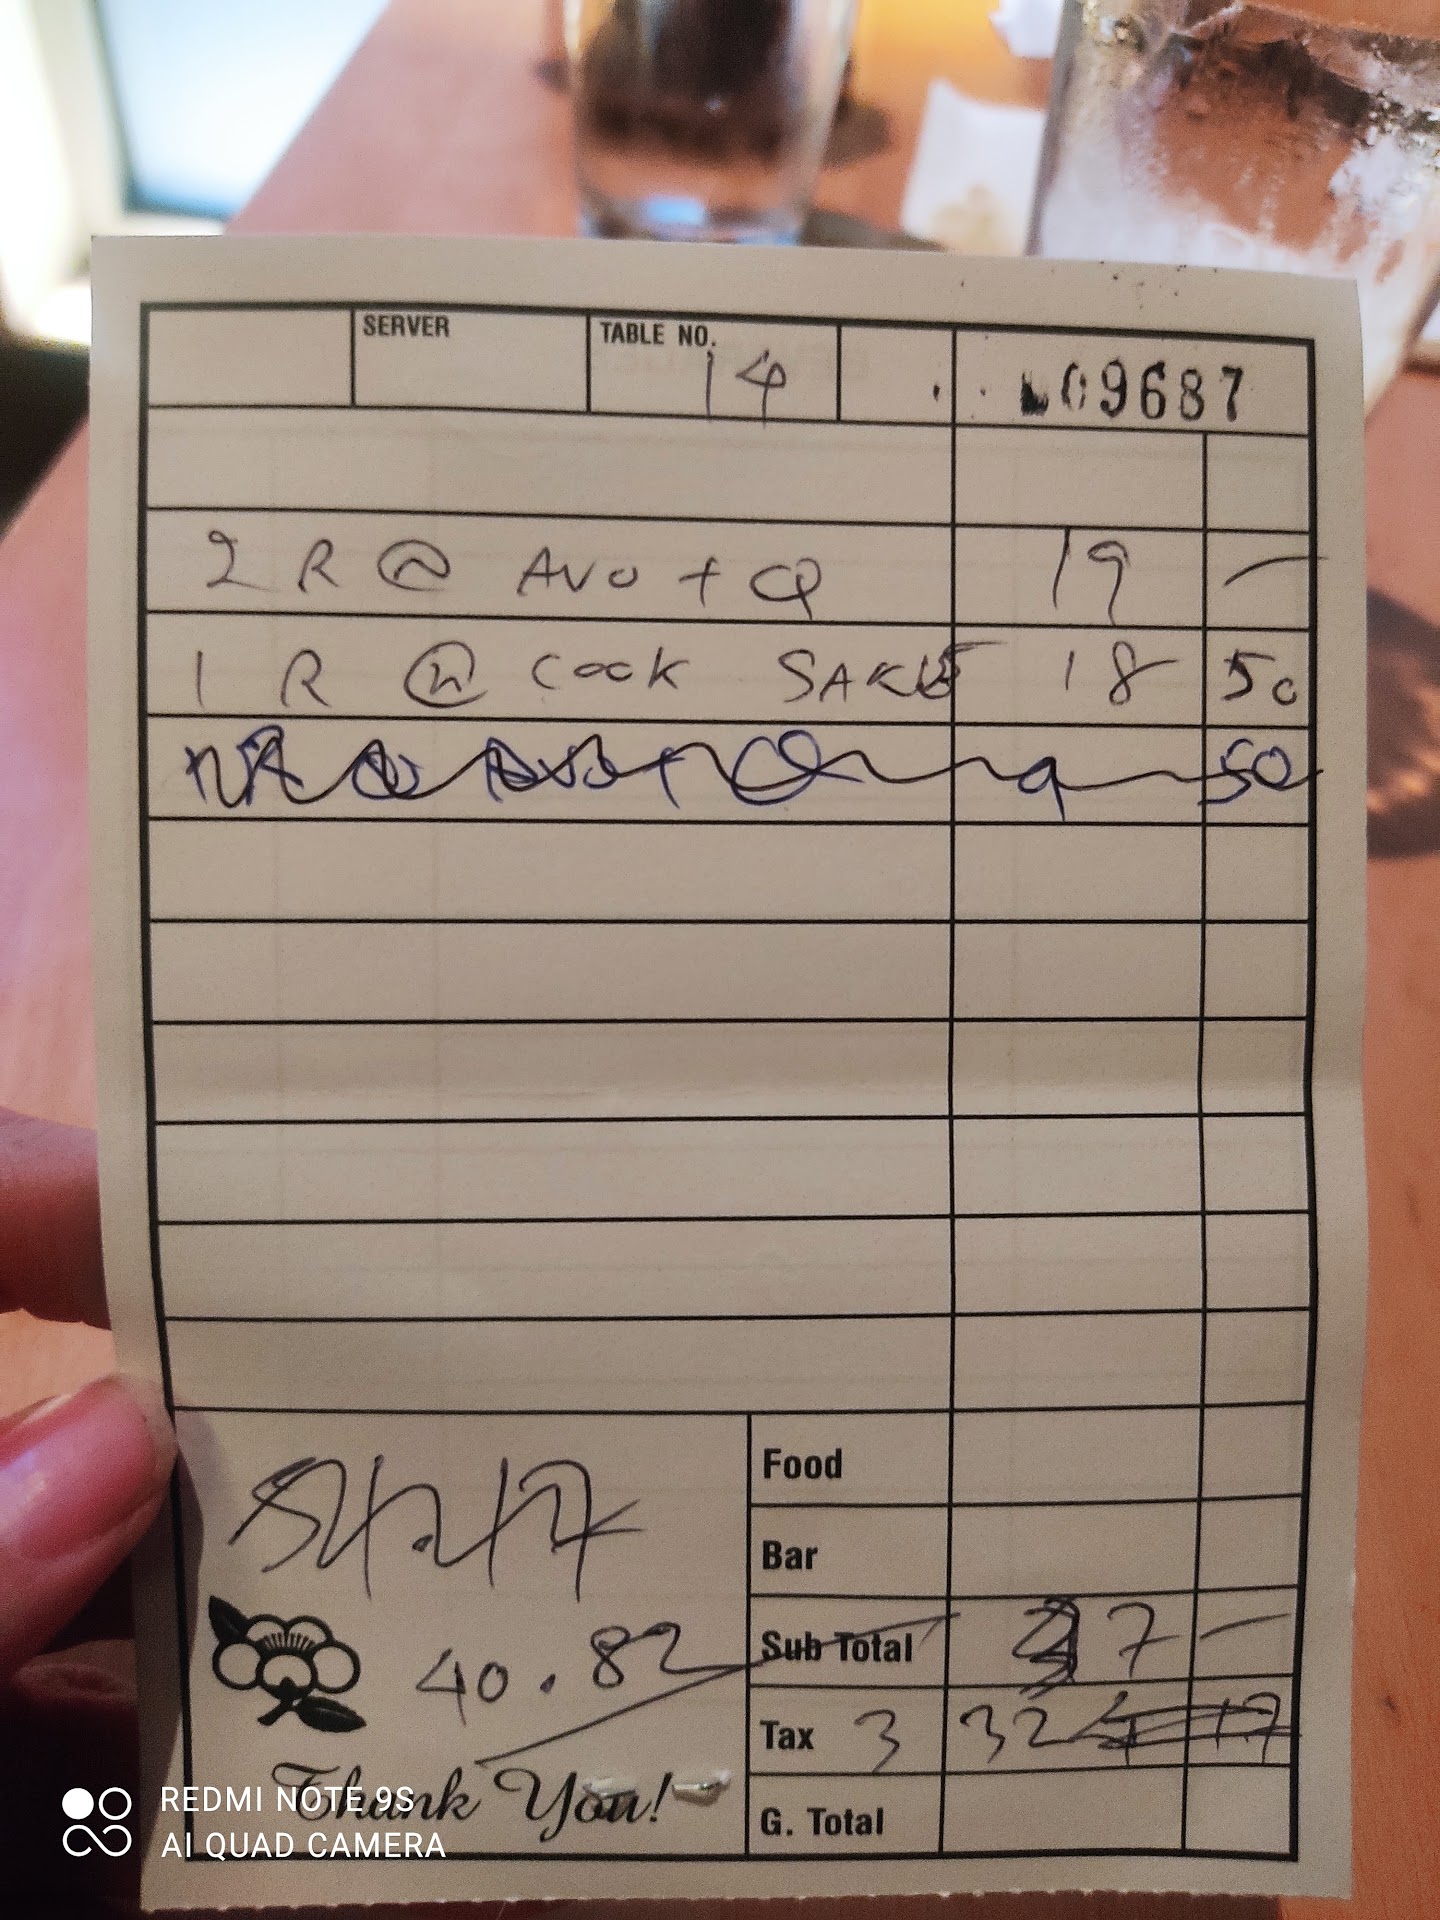 SERVER
TABLE NO. 14
09687
2 R @ AVO + Q 19 —
1 R @ COOK SAKE 18 50
9 50
Food
Bar
40.82
Sub Total 37 —
Tax 3 32
G. Total
Thank You!
REDMI NOTE 9S
AI QUAD CAMERA